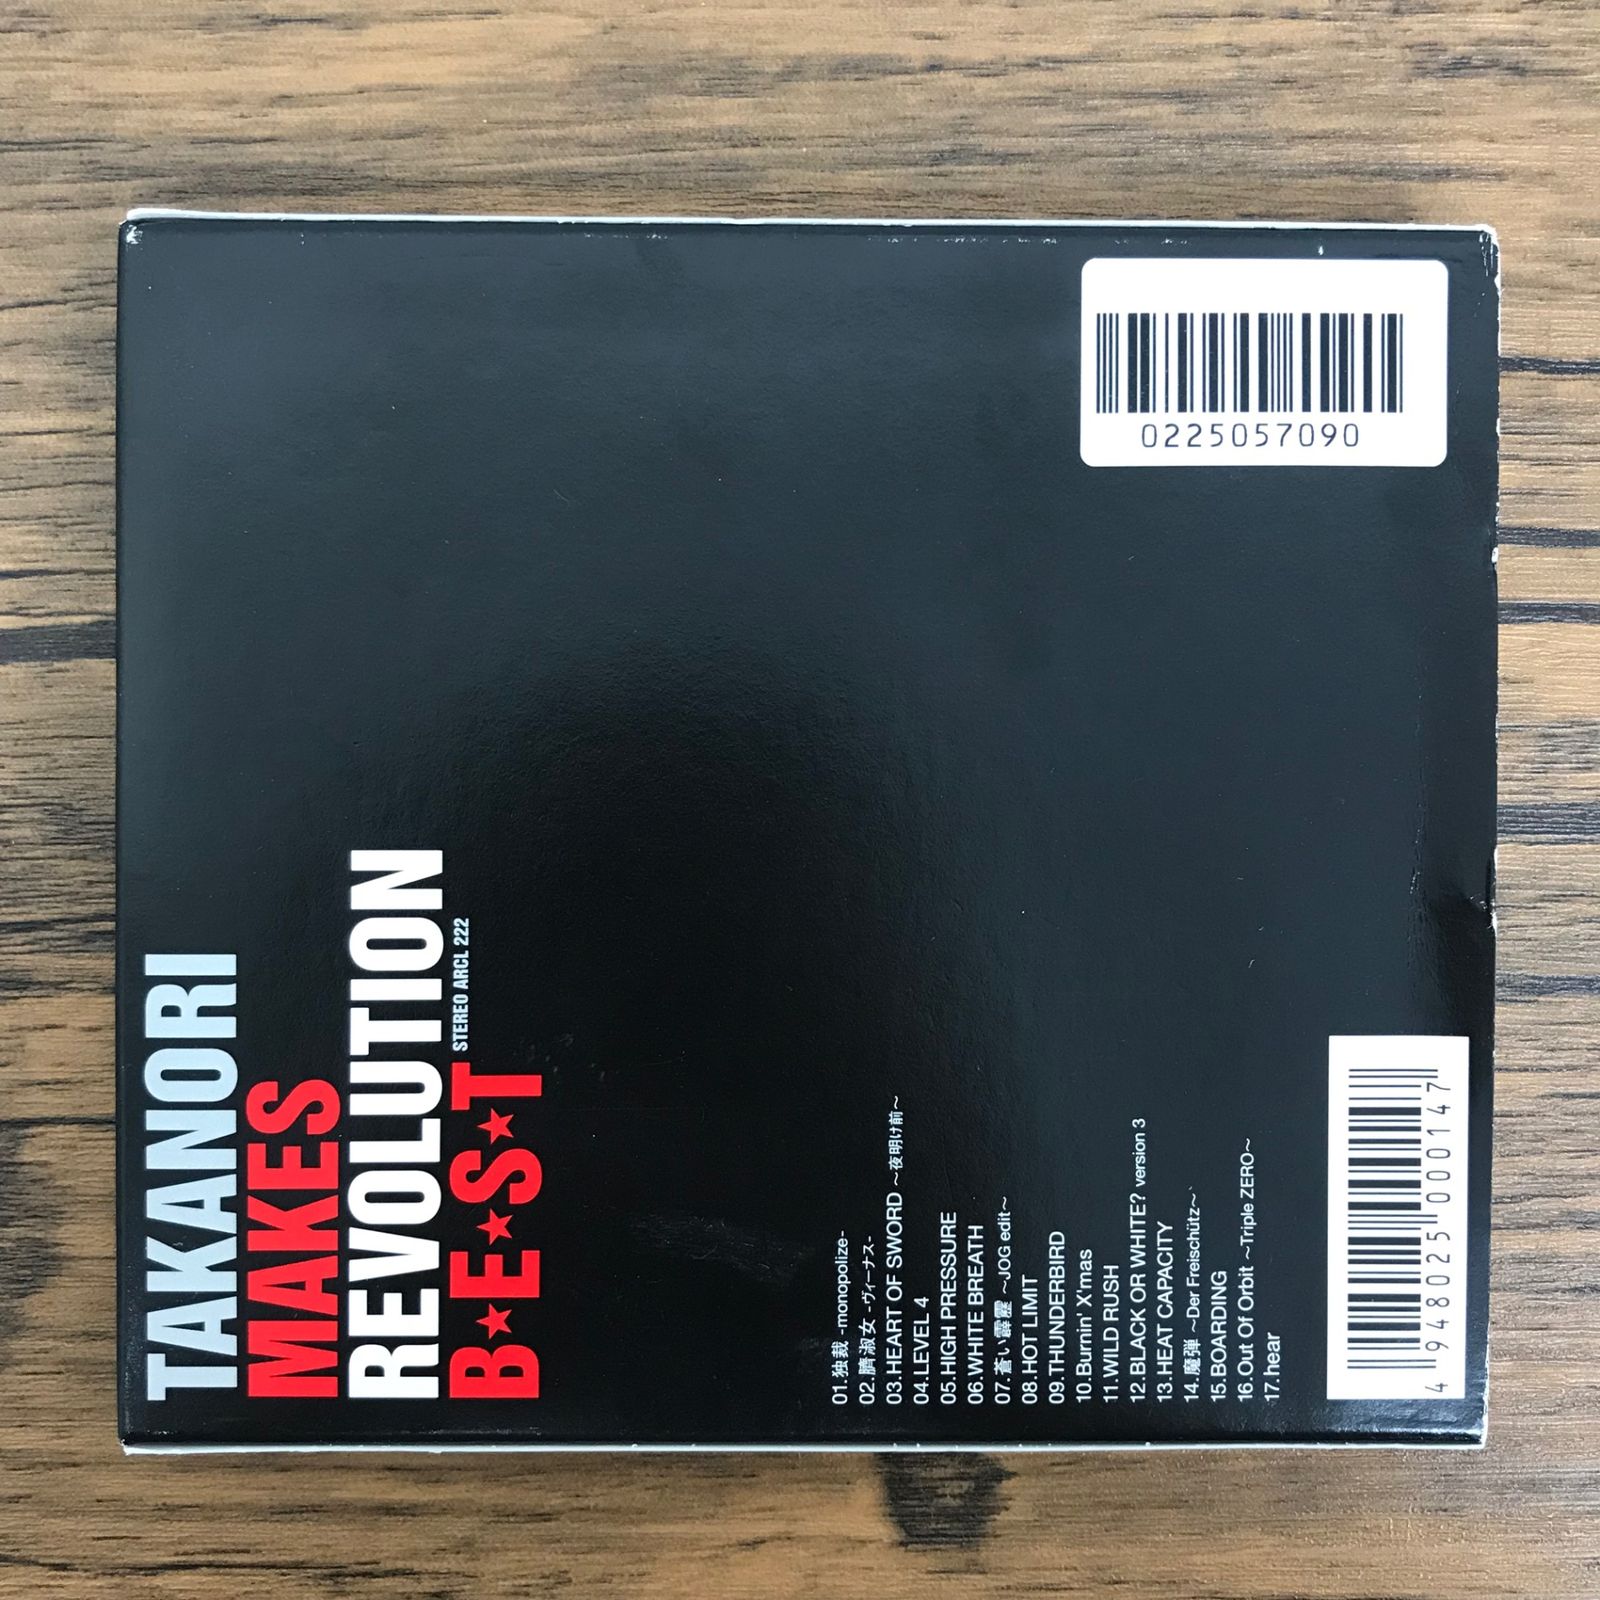 TAKANORI
MAKES
REVOLUTION
B★E★S★T STEREO ARCL 222
01.独裁 -monopolize-
02.臍淑女 -ヴィーナス-
03.HEART OF SWORD ~夜明け前~
04.LEVEL 4
05.HIGH PRESSURE
06.WHITE BREATH
07.蒼い霹靂 ~JOG edit~
08.HOT LIMIT
09.THUNDERBIRD
10.Burnin' X'mas
11.WILD RUSH
12.BLACK OR WHITE? version 3
13.HEAT CAPACITY
14.魔弾 ~Der Freischütz~
15.BOARDING
16.Out Of Orbit ~Triple ZERO~
17.hear
4 948025 000147
0225057090